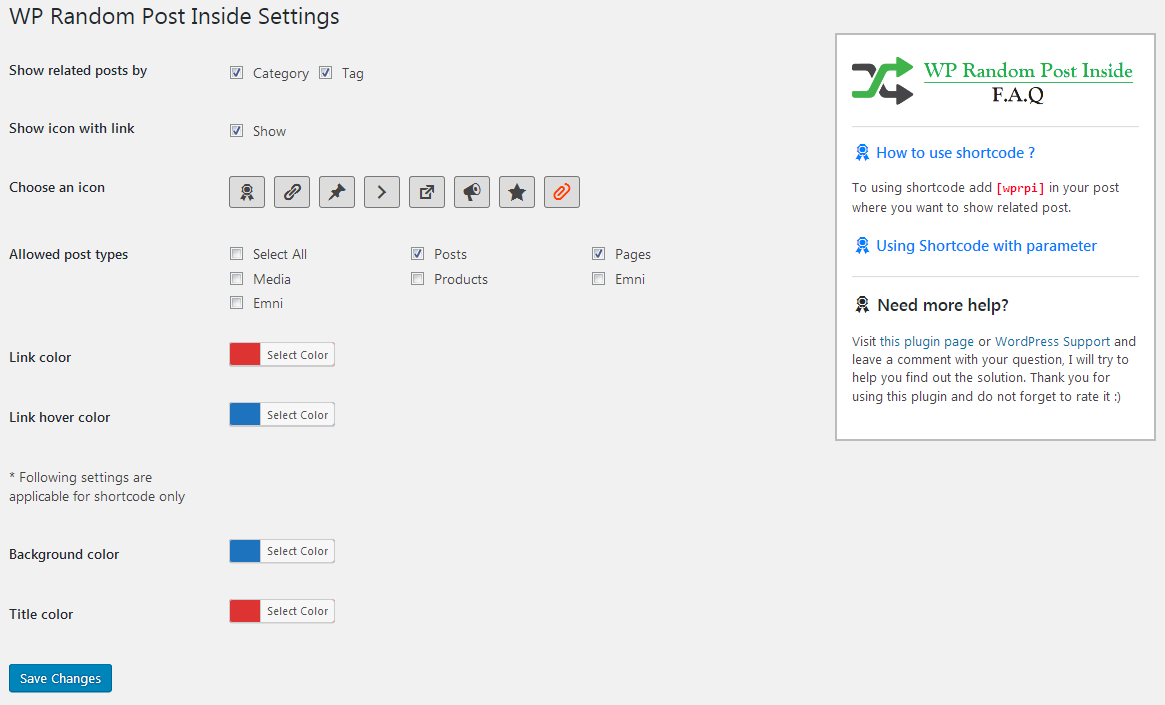 WP Random Post Inside Settings
Show related posts by
Category Tag
Show icon with link
Show
Choose an icon
Allowed post types
Select All Posts Pages
Media Products Emni
Emni
Link color
Select Color
Link hover color
Select Color
* Following settings are
applicable for shortcode only
Background color
Select Color
Title color
Select Color
Save Changes
WP Random Post Inside
F.A.Q
How to use shortcode ?
To using shortcode add [wprpi] in your post
where you want to show related post.
Using Shortcode with parameter
Need more help?
Visit this plugin page or WordPress Support and
leave a comment with your question, I will try to
help you find out the solution. Thank you for
using this plugin and do not forget to rate it :)